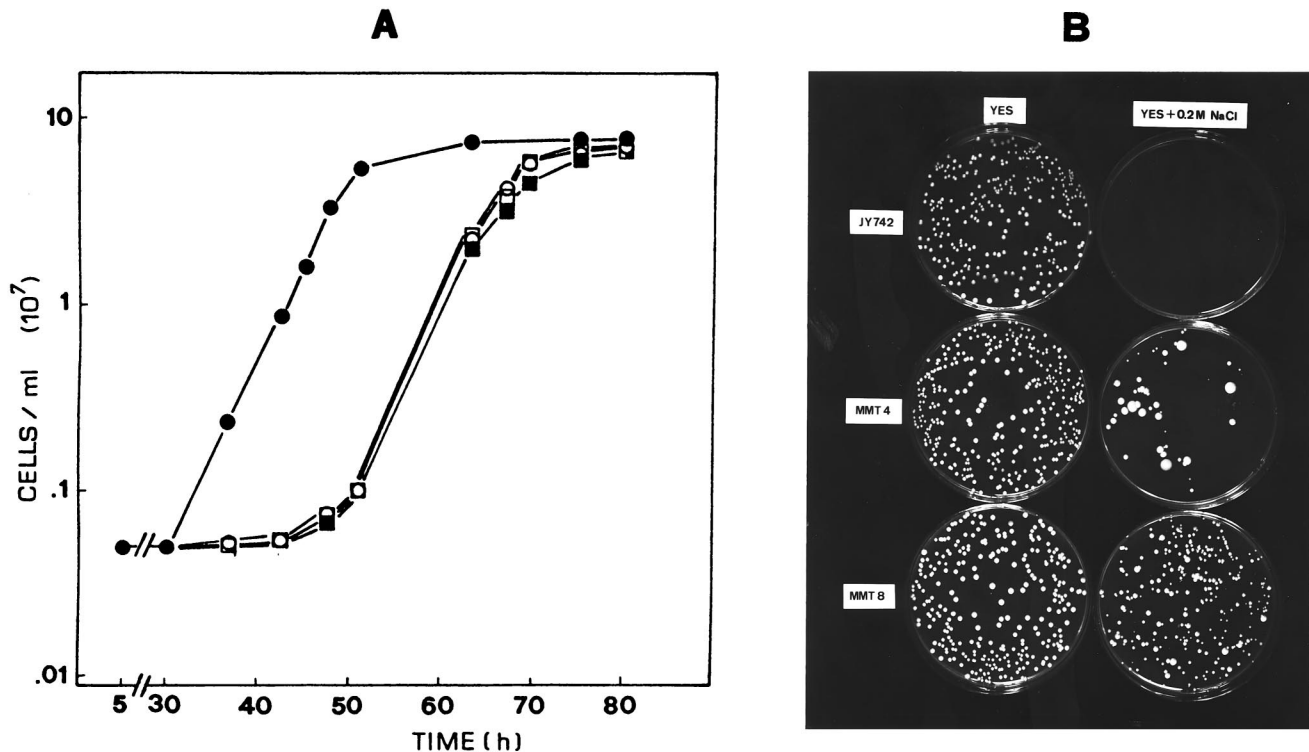 A
B
10
1
.1
.01
CELLS / ml (10⁷)
5 30 40 50 60 70 80
TIME (h)
YES
YES + 0.2M NaCl
JY742
MMT 4
MMT 8